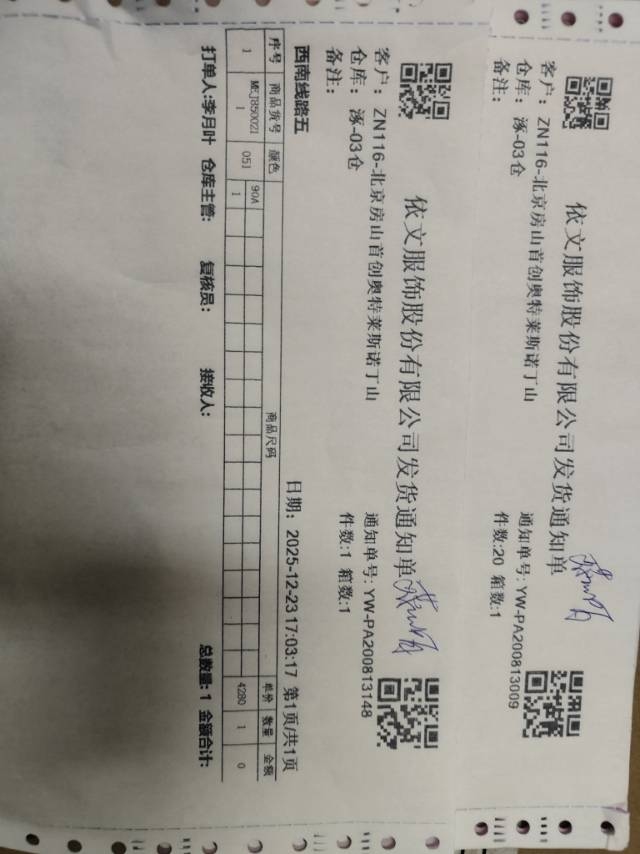 依文服饰股份有限公司发货通知单
客户: ZN116-北京房山首创奥特莱斯诺丁山
通知单号: YW-PA200813009
仓库: 涿-03仓
件数:20 箱数:1
备注:
依文服饰股份有限公司发货通知单
客户: ZN116-北京房山首创奥特莱斯诺丁山
通知单号: YW-PA200813148
仓库: 涿-03仓
件数:1 箱数:1
备注:
西南线路五
日期: 2025-12-23 17:03:17 第1页/共1页
序号 商品货号 颜色 商品尺码 单价 数量 金额
90A
1 MEJ850021 051 1 4280 1 0
1
打单人:李月叶 仓库主管: 复核员: 接收人: 总数量: 1 金额合计: